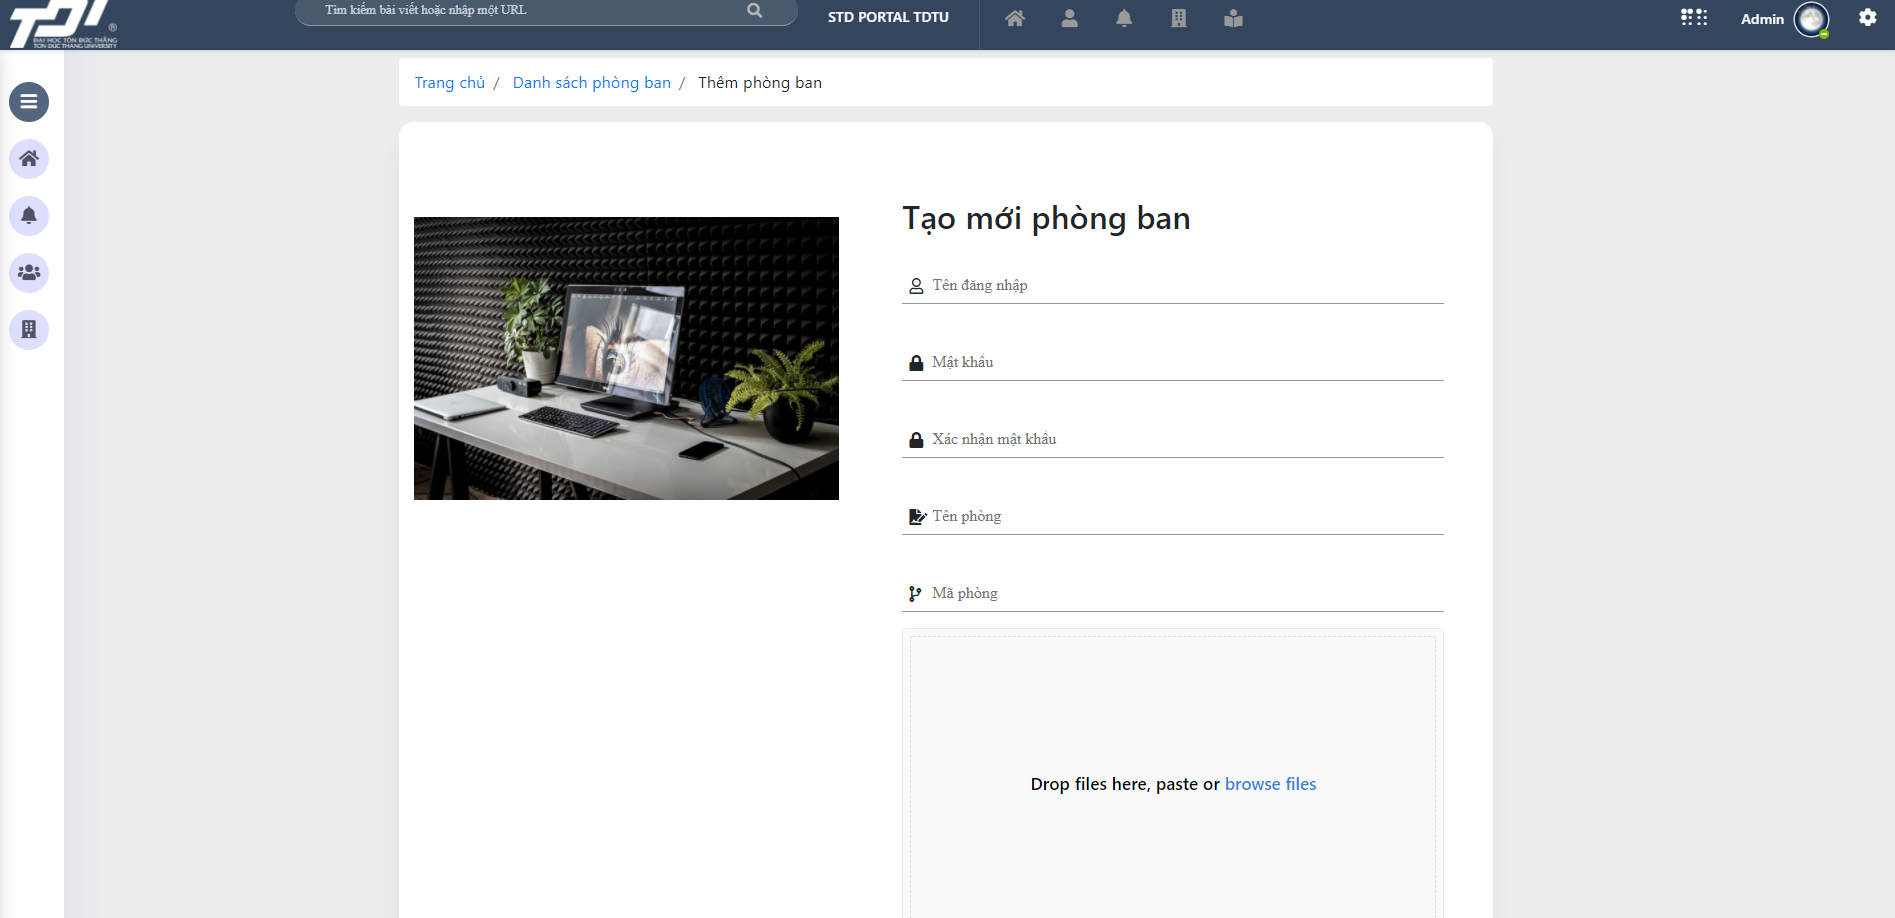 Tìm kiếm bài viết hoặc nhập một URL
STD PORTAL TDTU
Admin
ĐẠI HỌC TÔN ĐỨC THẮNG
TON DUC THANG UNIVERSITY
Trang chủ / Danh sách phòng ban / Thêm phòng ban
Tạo mới phòng ban
Tên đăng nhập
Mật khẩu
Xác nhận mật khẩu
Tên phòng
Mã phòng
Drop files here, paste or browse files